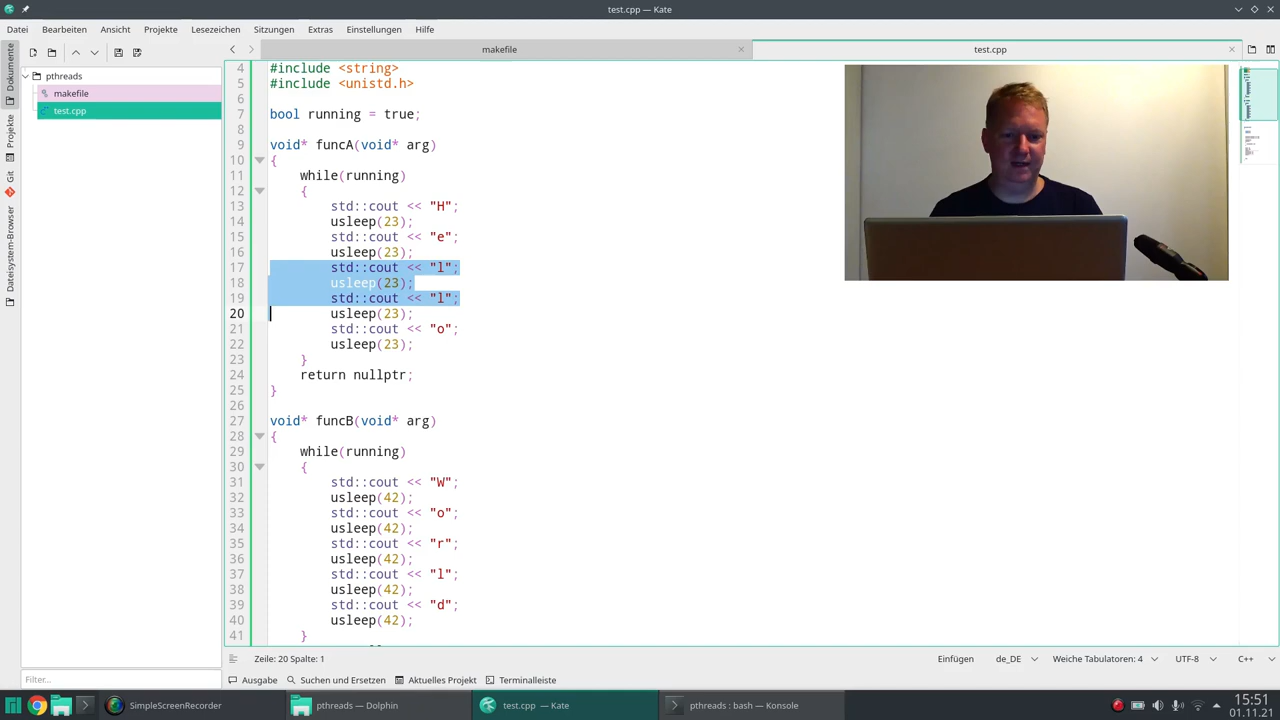 test.cpp — Kate
Datei Bearbeiten Ansicht Projekte Lesezeichen Sitzungen Extras Einstellungen Hilfe
makefile
test.cpp
Dokumente
Projekte
Git
Dateisystem-Browser
pthreads
makefile
test.cpp
Filter...
4 #include <string>
5 #include <unistd.h>
6
7 bool running = true;
8
9 void* funcA(void* arg)
10 {
11 while(running)
12 {
13 std::cout << "H";
14 usleep(23);
15 std::cout << "e";
16 usleep(23);
17 std::cout << "l";
18 usleep(23);
19 std::cout << "l";
20 usleep(23);
21 std::cout << "o";
22 usleep(23);
23 }
24 return nullptr;
25 }
26
27 void* funcB(void* arg)
28 {
29 while(running)
30 {
31 std::cout << "W";
32 usleep(42);
33 std::cout << "o";
34 usleep(42);
35 std::cout << "r";
36 usleep(42);
37 std::cout << "l";
38 usleep(42);
39 std::cout << "d";
40 usleep(42);
41 }
Zeile: 20 Spalte: 1
Einfügen de_DE Weiche Tabulatoren: 4 UTF-8 C++
Ausgabe Suchen und Ersetzen Aktuelles Projekt Terminalleiste
SimpleScreenRecorder
pthreads — Dolphin
test.cpp — Kate
pthreads : bash — Konsole
15:51
01.11.21